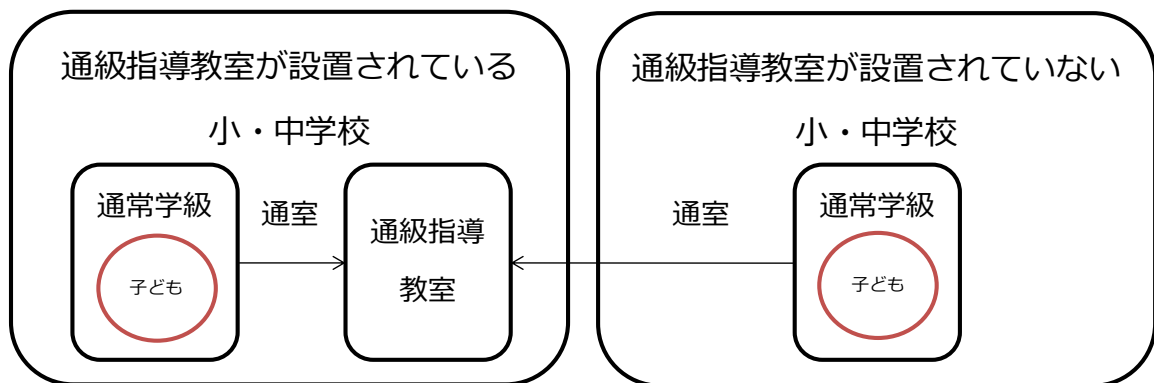 通級指導教室が設置されている
小・中学校
通常学級
子ども
通室
通級指導
教室
通級指導教室が設置されていない
小・中学校
通室
通常学級
子ども